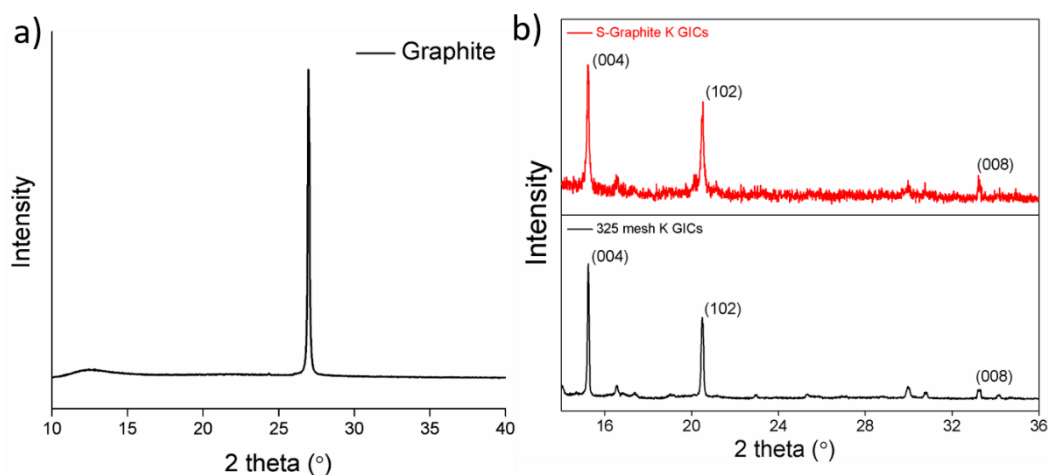 a)
Graphite
Intensity
10 15 20 25 30 35 40
2 theta (°)
b)
S-Graphite K GICs
(004)
(102)
(008)
325 mesh K GICs
(004)
(102)
(008)
Intensity
16 20 24 28 32 36
2 theta (°)